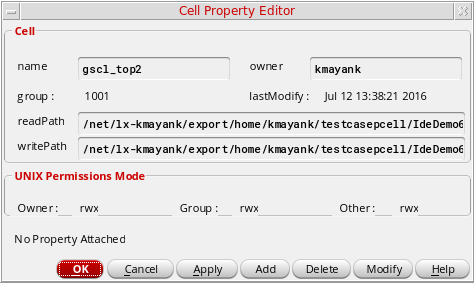 Cell Property Editor
Cell
name gscl_top2 owner kmayank
group : 1001 lastModify : Jul 12 13:38:21 2016
readPath /net/lx-kmayank/export/home/kmayank/testcasepcell/IdeDemo6
writePath /net/lx-kmayank/export/home/kmayank/testcasepcell/IdeDemo6
UNIX Permissions Mode
Owner : rwx Group : rwx Other : rwx
No Property Attached
OK Cancel Apply Add Delete Modify Help